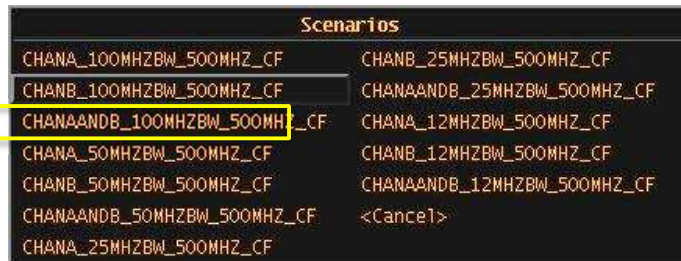 Scenarios
CHANA_100MHZBW_500MHZ_CF
CHANB_100MHZBW_500MHZ_CF
CHANAANDB_100MHZBW_500MHZ_CF
CHANA_50MHZBW_500MHZ_CF
CHANB_50MHZBW_500MHZ_CF
CHANAANDB_50MHZBW_500MHZ_CF
CHANA_25MHZBW_500MHZ_CF
CHANB_25MHZBW_500MHZ_CF
CHANAANDB_25MHZBW_500MHZ_CF
CHANA_12MHZBW_500MHZ_CF
CHANB_12MHZBW_500MHZ_CF
CHANAANDB_12MHZBW_500MHZ_CF
<Cancel>